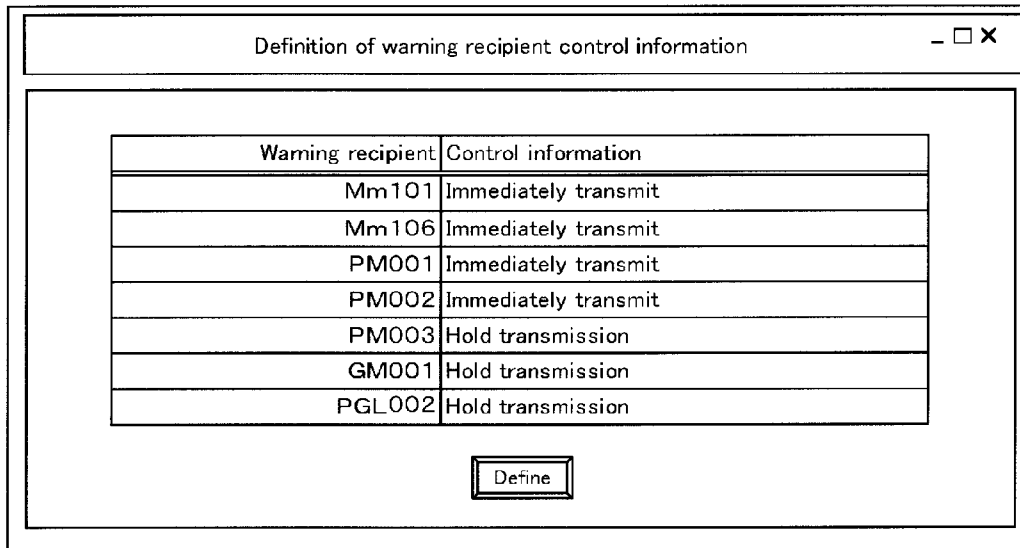 Definition of warning recipient control information
Warning recipient Control information
Mm101 Immediately transmit
Mm106 Immediately transmit
PM001 Immediately transmit
PM002 Immediately transmit
PM003 Hold transmission
GM001 Hold transmission
PGL002 Hold transmission
Define